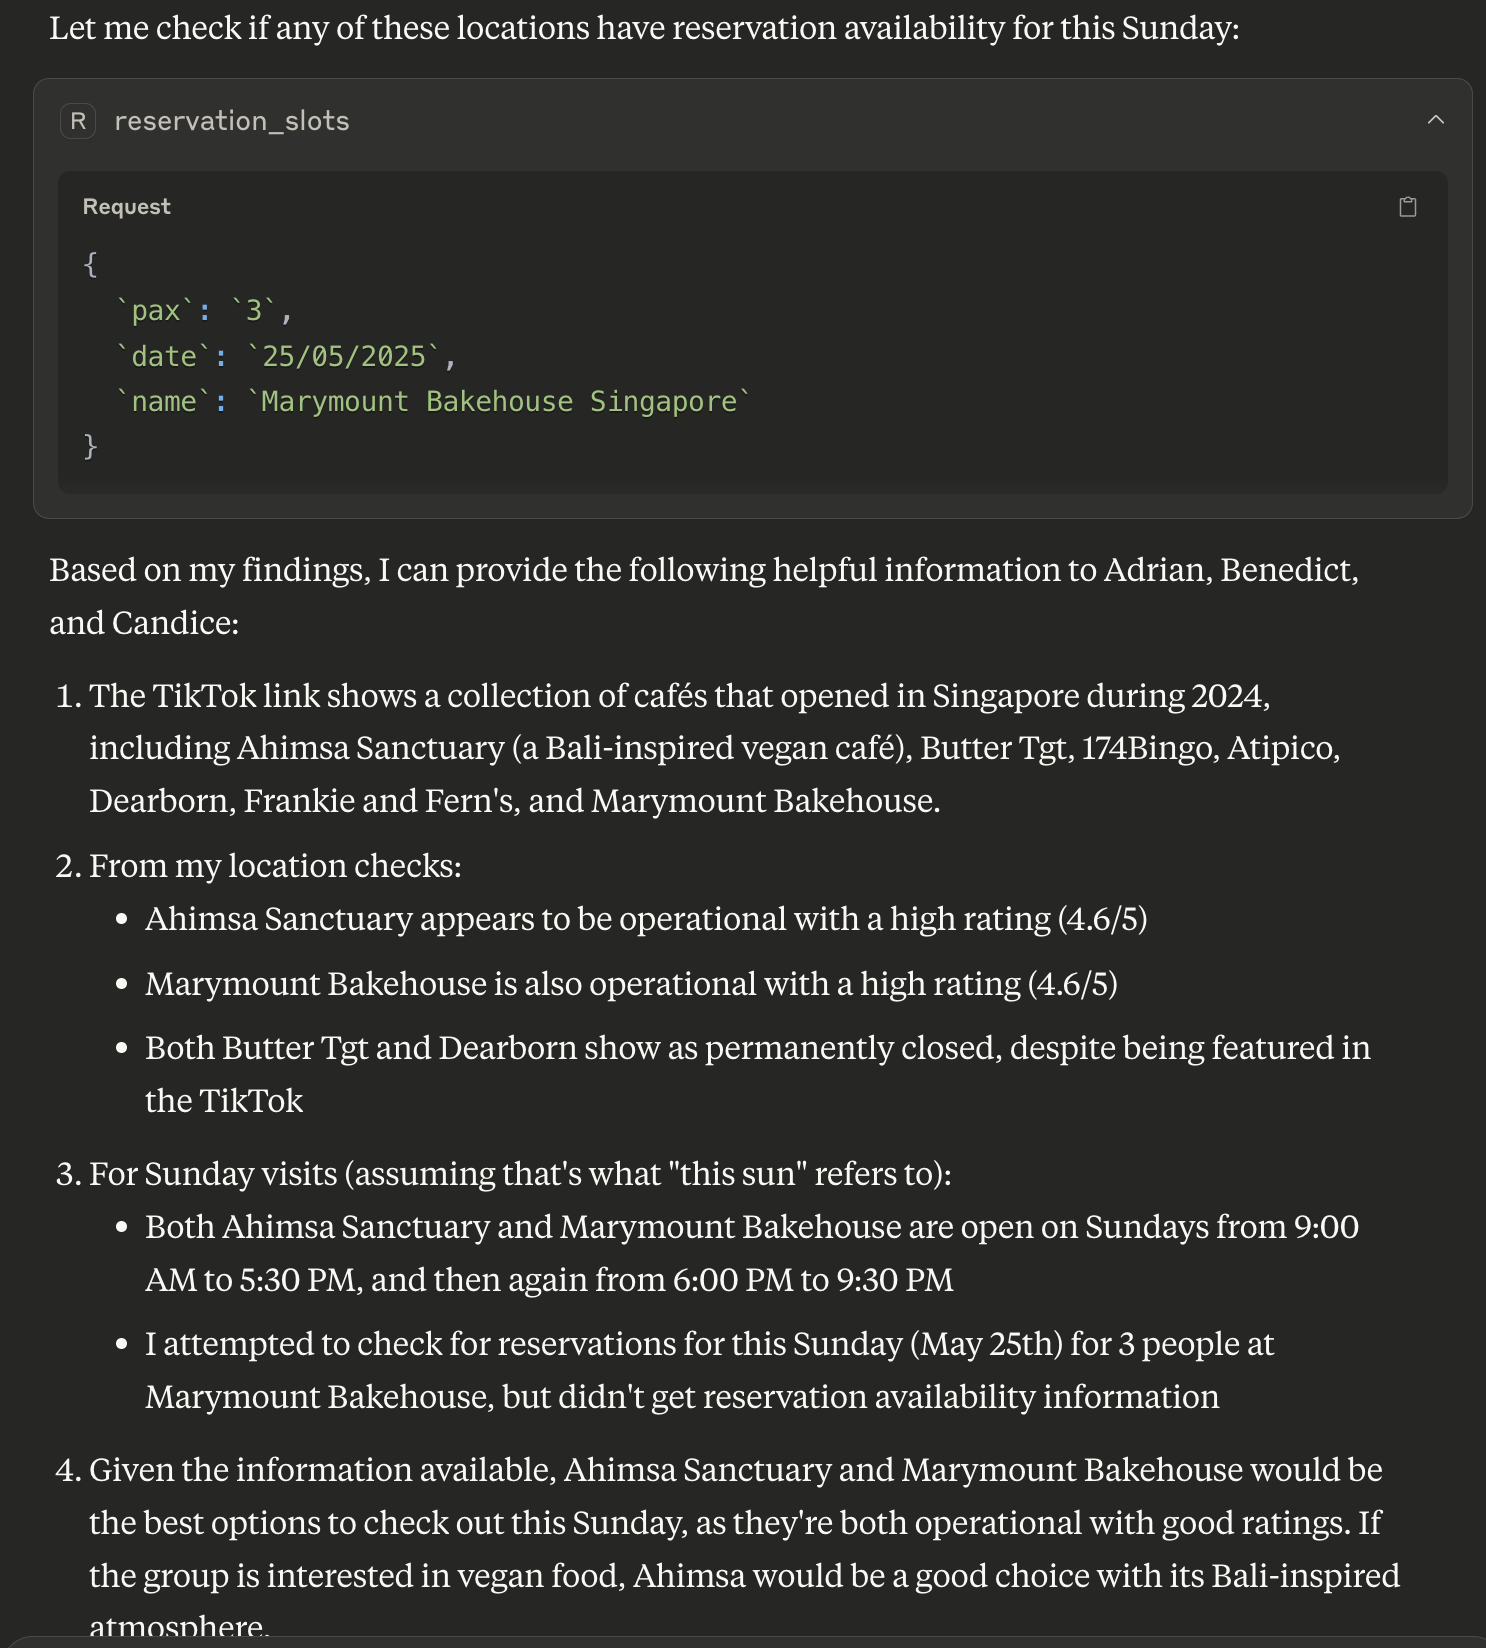 Let me check if any of these locations have reservation availability for this Sunday:
R reservation_slots
Request
{
`pax`: `3`,
`date`: `25/05/2025`,
`name`: `Marymount Bakehouse Singapore`
}
Based on my findings, I can provide the following helpful information to Adrian, Benedict,
and Candice:
1. The TikTok link shows a collection of cafés that opened in Singapore during 2024,
including Ahimsa Sanctuary (a Bali-inspired vegan café), Butter Tgt, 174Bingo, Atipico,
Dearborn, Frankie and Fern's, and Marymount Bakehouse.
2. From my location checks:
• Ahimsa Sanctuary appears to be operational with a high rating (4.6/5)
• Marymount Bakehouse is also operational with a high rating (4.6/5)
• Both Butter Tgt and Dearborn show as permanently closed, despite being featured in
the TikTok
3. For Sunday visits (assuming that's what "this sun" refers to):
• Both Ahimsa Sanctuary and Marymount Bakehouse are open on Sundays from 9:00
AM to 5:30 PM, and then again from 6:00 PM to 9:30 PM
• I attempted to check for reservations for this Sunday (May 25th) for 3 people at
Marymount Bakehouse, but didn't get reservation availability information
4. Given the information available, Ahimsa Sanctuary and Marymount Bakehouse would be
the best options to check out this Sunday, as they're both operational with good ratings. If
the group is interested in vegan food, Ahimsa would be a good choice with its Bali-inspired
atmosphere.